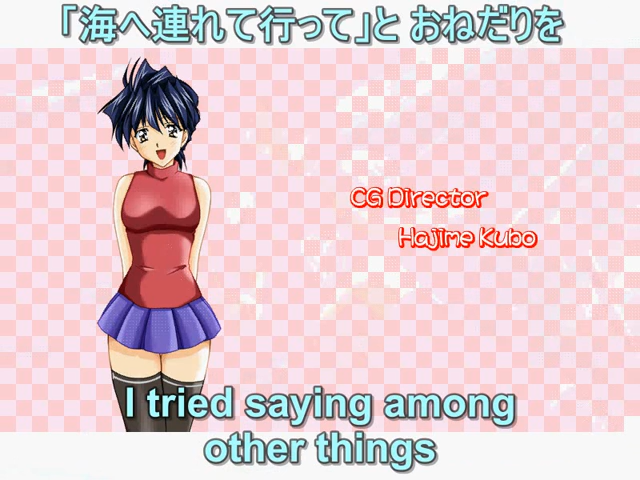 「海へ連れて行って」と おねだりを
CG Director
Hajime Kubo
I tried saying among
other things